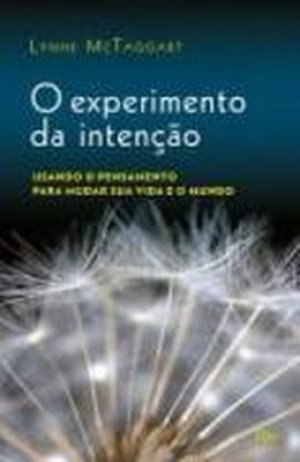 LYNNE MCTAGGART
O experimento
da intenção
USANDO O PENSAMENTO
PARA MUDAR SUA VIDA E O MUNDO